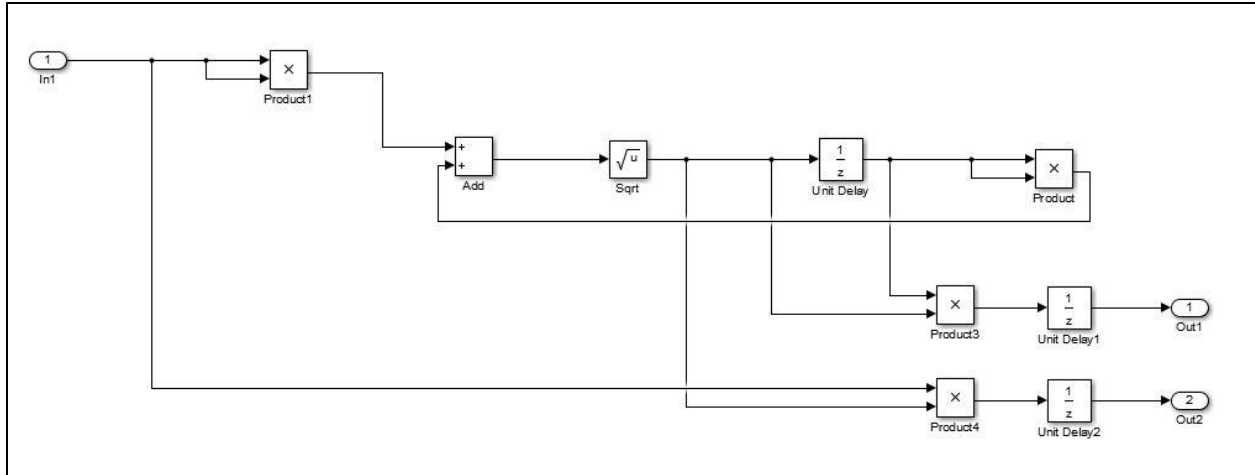 1
In1
×
Product1
+
+
Add
√u
Sqrt
1
z
Unit Delay
×
Product
×
Product3
1
z
Unit Delay1
1
Out1
×
Product4
1
z
Unit Delay2
2
Out2